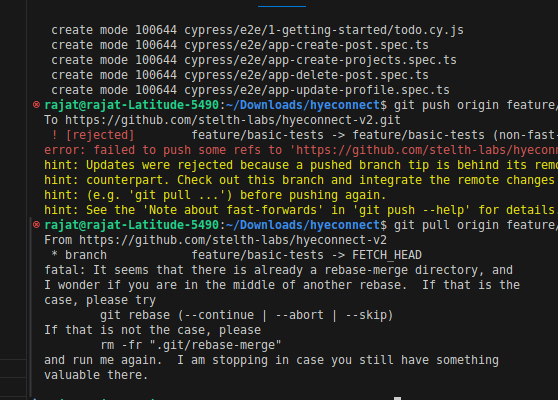 create mode 100644 cypress/e2e/1-getting-started/todo.cy.js
create mode 100644 cypress/e2e/app-create-post.spec.ts
create mode 100644 cypress/e2e/app-create-projects.spec.ts
create mode 100644 cypress/e2e/app-delete-post.spec.ts
create mode 100644 cypress/e2e/app-update-profile.spec.ts
rajat@rajat-Latitude-5490:~/Downloads/hyeconnect$ git push origin feature/
To https://github.com/stelth-labs/hyeconnect-v2.git
! [rejected] feature/basic-tests -> feature/basic-tests (non-fast-
error: failed to push some refs to 'https://github.com/stelth-labs/hyeconn
hint: Updates were rejected because a pushed branch tip is behind its remo
hint: counterpart. Check out this branch and integrate the remote changes
hint: (e.g. 'git pull ...') before pushing again.
hint: See the 'Note about fast-forwards' in 'git push --help' for details.
rajat@rajat-Latitude-5490:~/Downloads/hyeconnect$ git pull origin feature/
From https://github.com/stelth-labs/hyeconnect-v2
* branch feature/basic-tests -> FETCH_HEAD
fatal: It seems that there is already a rebase-merge directory, and
I wonder if you are in the middle of another rebase. If that is the
case, please try
git rebase (--continue | --abort | --skip)
If that is not the case, please
rm -fr ".git/rebase-merge"
and run me again. I am stopping in case you still have something
valuable there.